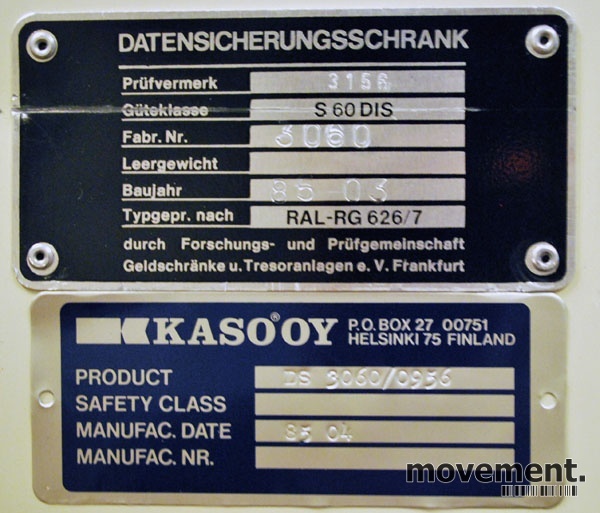 DATENSICHERUNGSSCHRANK
Prüfvermerk 3156
Güteklasse S 60 DIS
Fabr. Nr. 3060
Leergewicht
Baujahr 85-03
Typgepr. nach RAL-RG 626/7
durch Forschungs- und Prüfgemeinschaft
Geldschränke u. Tresoranlagen e. V. Frankfurt
KASO® OY P.O. BOX 27 00751
HELSINKI 75 FINLAND
PRODUCT DS 3060/0956
SAFETY CLASS
MANUFAC. DATE 85 04
MANUFAC. NR.
movement.